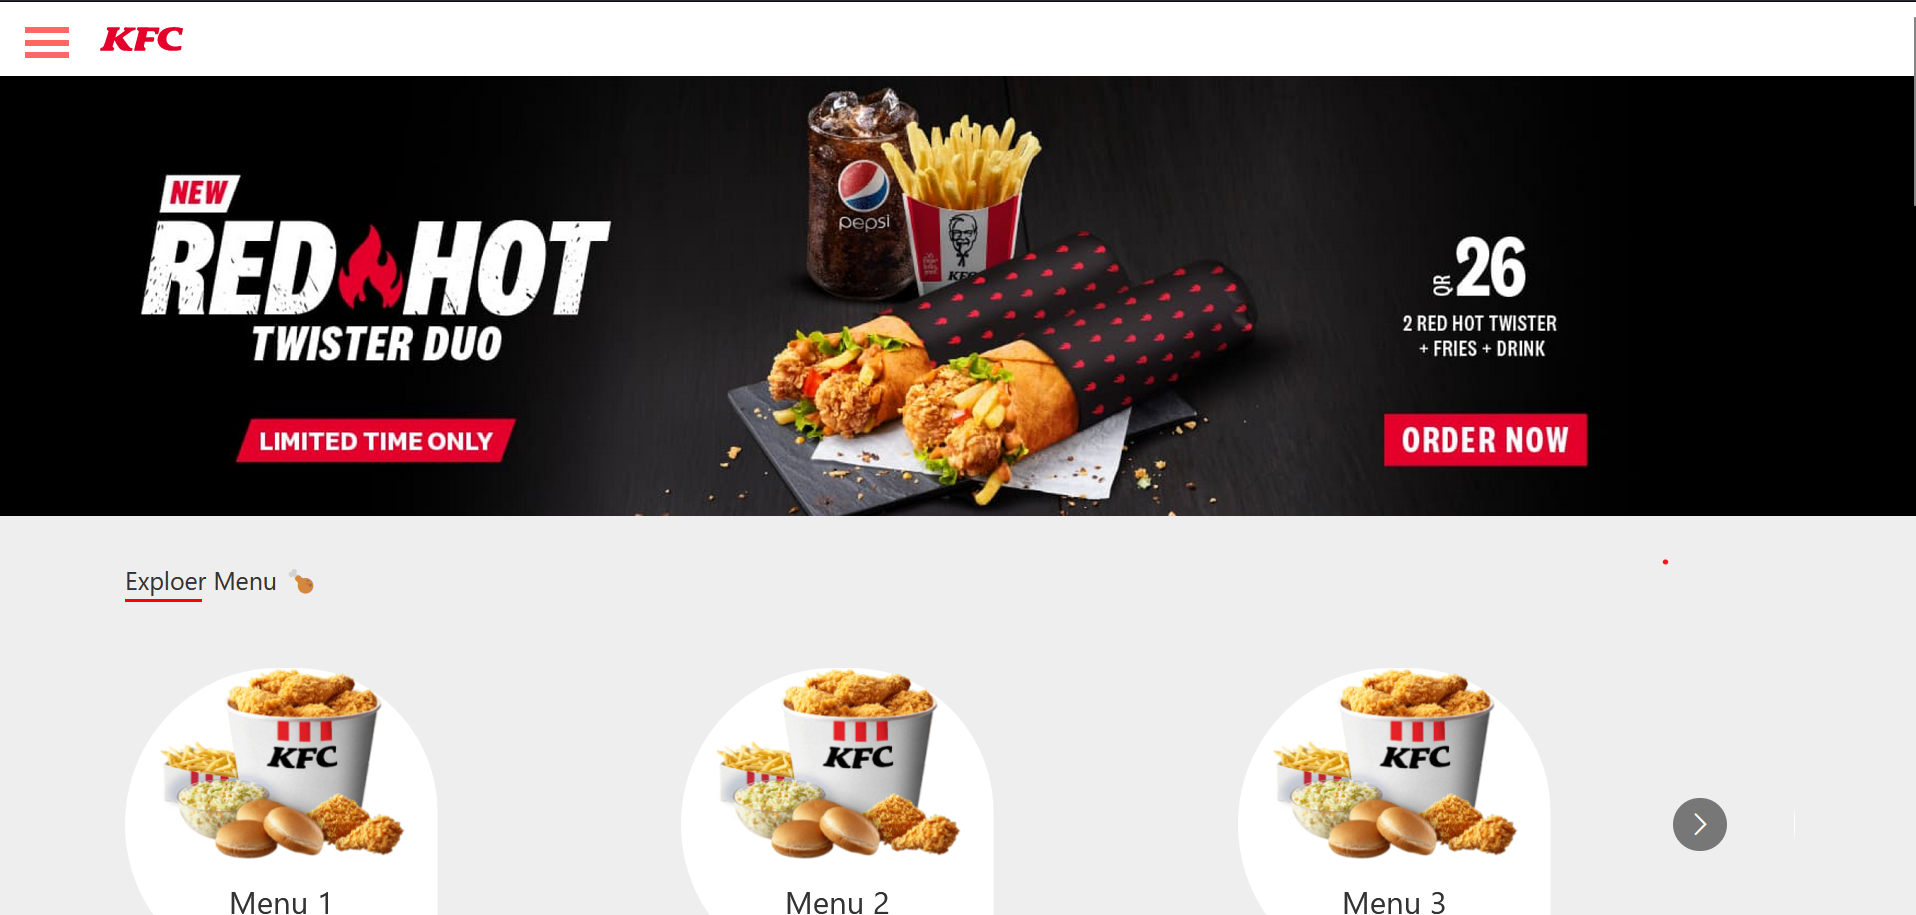 KFC
NEW
RED HOT
TWISTER DUO
LIMITED TIME ONLY
pepsi
KFC
QR 26
2 RED HOT TWISTER
+ FRIES + DRINK
ORDER NOW
Exploer Menu
KFC
KFC
KFC
Menu 1
Menu 2
Menu 3